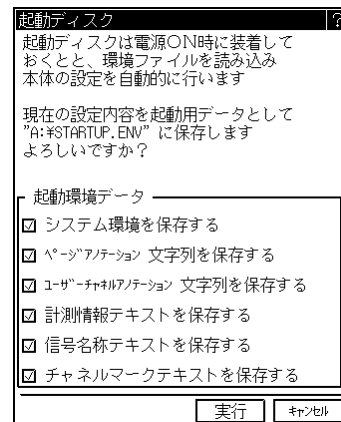 起動ディスク ?
起動ディスクは電源ON時に装着して
おくとと、環境ファイルを読み込み
本体の設定を自動的に行います
現在の設定内容を起動用データとして
"A:¥STARTUP.ENV" に保存します
よろしいですか？
起動環境データ
☑ システム環境を保存する
☑ ﾍﾟｰｼﾞｱﾉﾃｰｼｮﾝ 文字列を保存する
☑ ﾕｰｻﾞｰﾁｬﾈﾙｱﾉﾃｰｼｮﾝ 文字列を保存する
☑ 計測情報テキストを保存する
☑ 信号名称テキストを保存する
☑ チャネルマークテキストを保存する
実行 ｷｬﾝｾﾙ